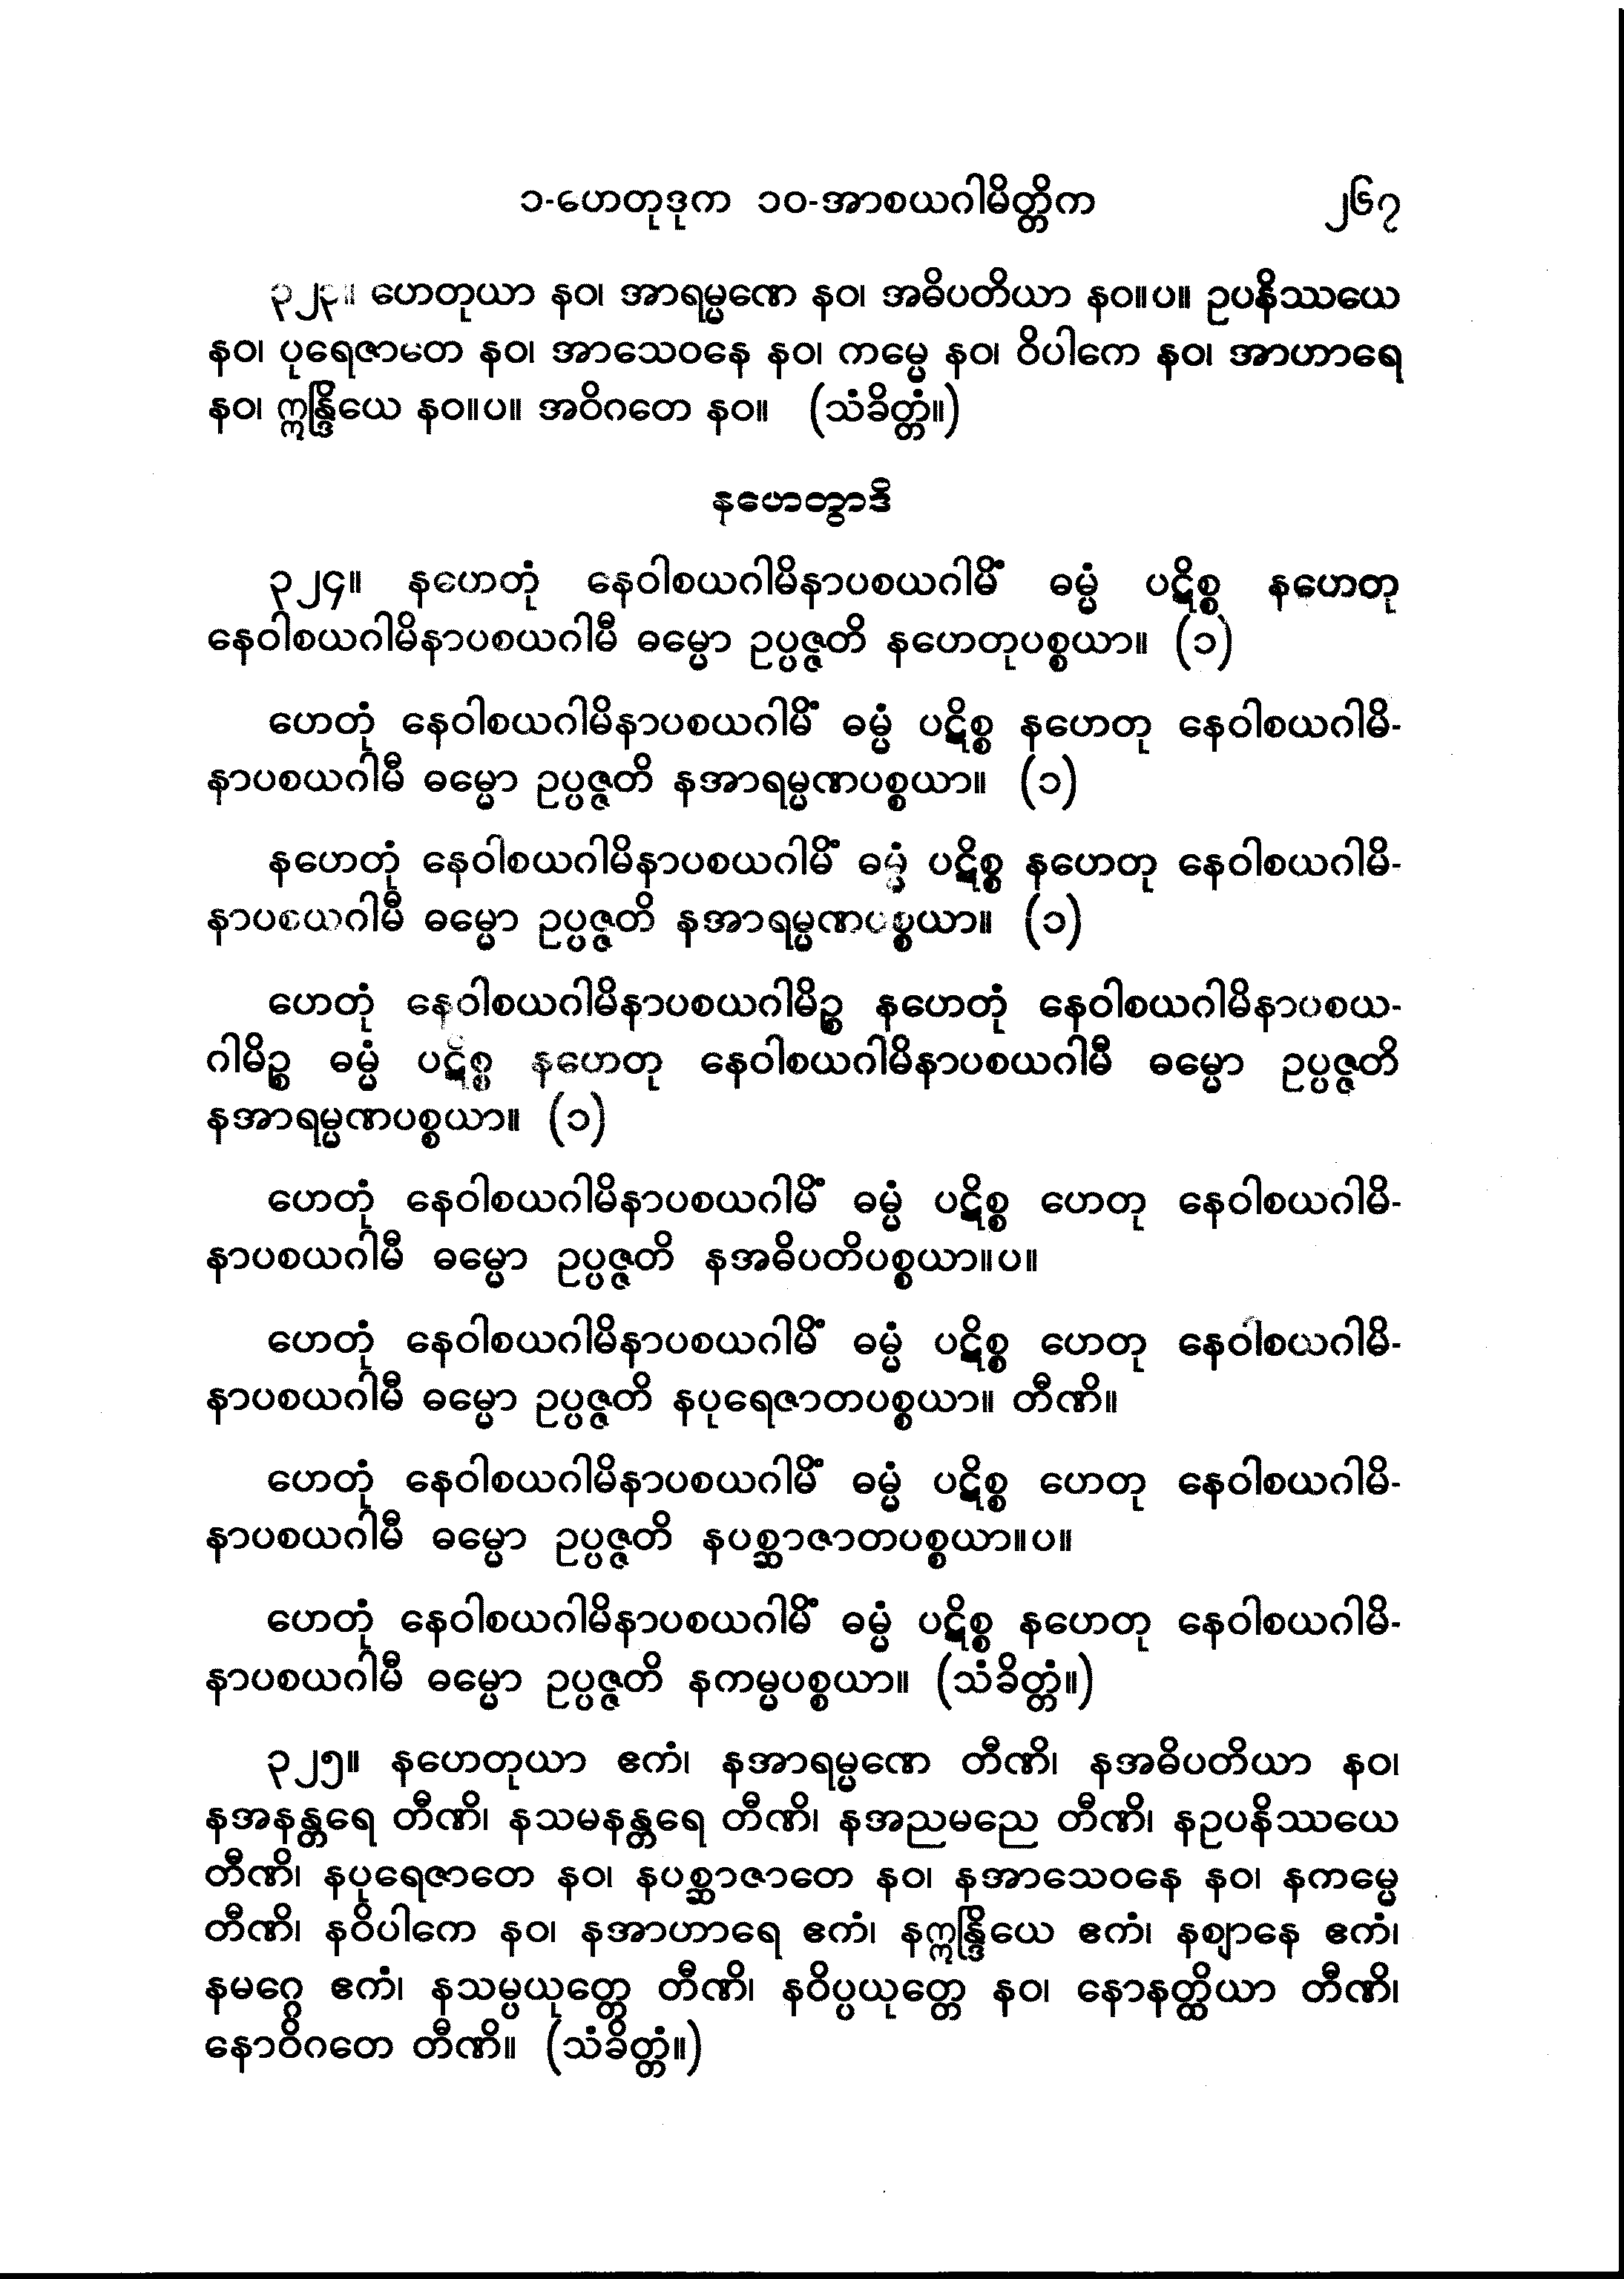 ၁-ဟေတုဒုက ၁၀-အာစယဂါမိတ္တိက ၂၆၇
၃၂၃။ ဟေတုယာ နဝ၊ အာရမ္မဏေ နဝ၊ အဓိပတိယာ နဝ။ပ။ ဥပနိဿယေ
နဝ၊ ပုရေဇာတေ နဝ၊ အာသေဝနေ နဝ၊ ကမ္မေ နဝ၊ ဝိပါကေ နဝ၊ အာဟာရေ
နဝ၊ ဣန္ဒြိယေ နဝ။ပ။ အဝိဂတေ နဝ။ (သံခိတ္တံ။)
နဟေတွာဒိ
၃၂၄။ နဟေတုံ နေဝါစယဂါမိနာပစယဂါမိံ ဓမ္မံ ပဋိစ္စ နဟေတု
နေဝါစယဂါမိနာပစယဂါမီ ဓမ္မော ဥပ္ပဇ္ဇတိ နဟေတုပစ္စယာ။ (၁)
ဟေတုံ နေဝါစယဂါမိနာပစယဂါမိံ ဓမ္မံ ပဋိစ္စ နဟေတု နေဝါစယဂါမိ-
နာပစယဂါမီ ဓမ္မော ဥပ္ပဇ္ဇတိ နအာရမ္မဏပစ္စယာ။ (၁)
နဟေတုံ နေဝါစယဂါမိနာပစယဂါမိံ ဓမ္မံ ပဋိစ္စ နဟေတု နေဝါစယဂါမိ-
နာပစယဂါမီ ဓမ္မော ဥပ္ပဇ္ဇတိ နအာရမ္မဏပစ္စယာ။ (၁)
ဟေတုံ နေဝါစယဂါမိနာပစယဂါမိဉ္စ နဟေတုံ နေဝါစယဂါမိနာပစယ-
ဂါမိဉ္စ ဓမ္မံ ပဋိစ္စ နဟေတု နေဝါစယဂါမိနာပစယဂါမီ ဓမ္မော ဥပ္ပဇ္ဇတိ
နအာရမ္မဏပစ္စယာ။ (၁)
ဟေတုံ နေဝါစယဂါမိနာပစယဂါမိံ ဓမ္မံ ပဋိစ္စ ဟေတု နေဝါစယဂါမိ-
နာပစယဂါမီ ဓမ္မော ဥပ္ပဇ္ဇတိ နအဓိပတိပစ္စယာ။ပ။
ဟေတုံ နေဝါစယဂါမိနာပစယဂါမိံ ဓမ္မံ ပဋိစ္စ ဟေတု နေဝါစယဂါမိ-
နာပစယဂါမီ ဓမ္မော ဥပ္ပဇ္ဇတိ နပုရေဇာတပစ္စယာ။ တီဏိ။
ဟေတုံ နေဝါစယဂါမိနာပစယဂါမိံ ဓမ္မံ ပဋိစ္စ ဟေတု နေဝါစယဂါမိ-
နာပစယဂါမီ ဓမ္မော ဥပ္ပဇ္ဇတိ နပစ္ဆာဇာတပစ္စယာ။ပ။
ဟေတုံ နေဝါစယဂါမိနာပစယဂါမိံ ဓမ္မံ ပဋိစ္စ နဟေတု နေဝါစယဂါမိ-
နာပစယဂါမီ ဓမ္မော ဥပ္ပဇ္ဇတိ နကမ္မပစ္စယာ။ (သံခိတ္တံ။)
၃၂၅။ နဟေတုယာ ဧကံ၊ နအာရမ္မဏေ တီဏိ၊ နအဓိပတိယာ နဝ၊
နအနန္တရေ တီဏိ၊ နသမနန္တရေ တီဏိ၊ နအညမညေ တီဏိ၊ နဥပနိဿယေ
တီဏိ၊ နပုရေဇာတေ နဝ၊ နပစ္ဆာဇာတေ နဝ၊ နအာသေဝနေ နဝ၊ နကမ္မေ
တီဏိ၊ နဝိပါကေ နဝ၊ နအာဟာရေ ဧကံ၊ နဣန္ဒြိယေ ဧကံ၊ နဈာနေ ဧကံ၊
နမဂ္ဂေ ဧကံ၊ နသမ္ပယုတ္တေ တီဏိ၊ နဝိပ္ပယုတ္တေ နဝ၊ နောနတ္ထိယာ တီဏိ၊
နောဝိဂတေ တီဏိ။ (သံခိတ္တံ။)